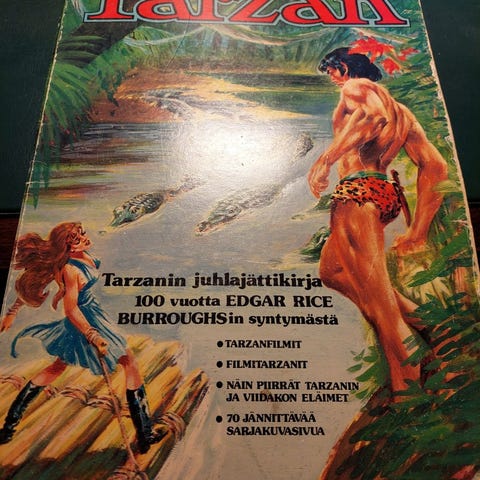 Tarzan
Tarzanin juhlajättikirja
100 vuotta EDGAR RICE
BURROUGHSin syntymästä
• TARZANFILMIT
• FILMITARZANIT
• NÄIN PIIRRÄT TARZANIN
JA VIIDAKON ELÄIMET
• 70 JÄNNITTÄVÄÄ
SARJAKUVASIVUA